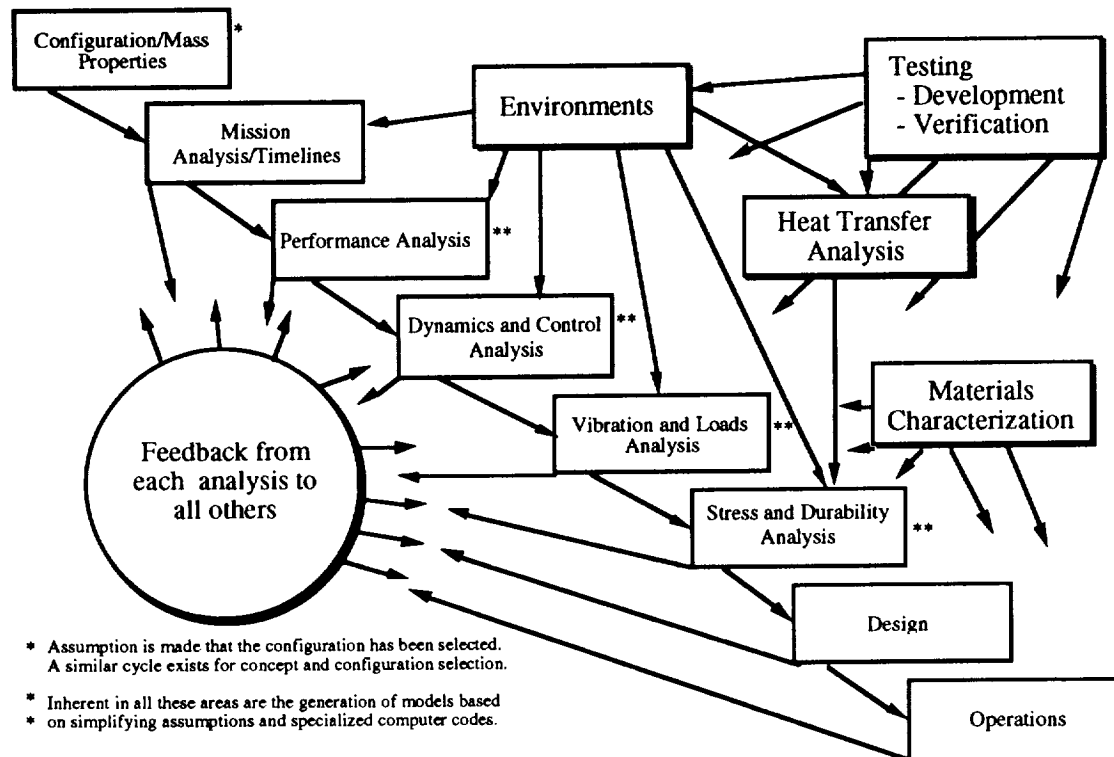 Configuration/Mass *
Properties
Testing
- Development
- Verification
Environments
Mission
Analysis/Timelines
Performance Analysis **
Heat Transfer
Analysis
Dynamics and Control **
Analysis
Materials
Characterization
Vibration and Loads **
Analysis
Feedback from
each analysis to
all others
Stress and Durability
Analysis **
Design
Operations
* Assumption is made that the configuration has been selected.
A similar cycle exists for concept and configuration selection.
* Inherent in all these areas are the generation of models based
* on simplifying assumptions and specialized computer codes.